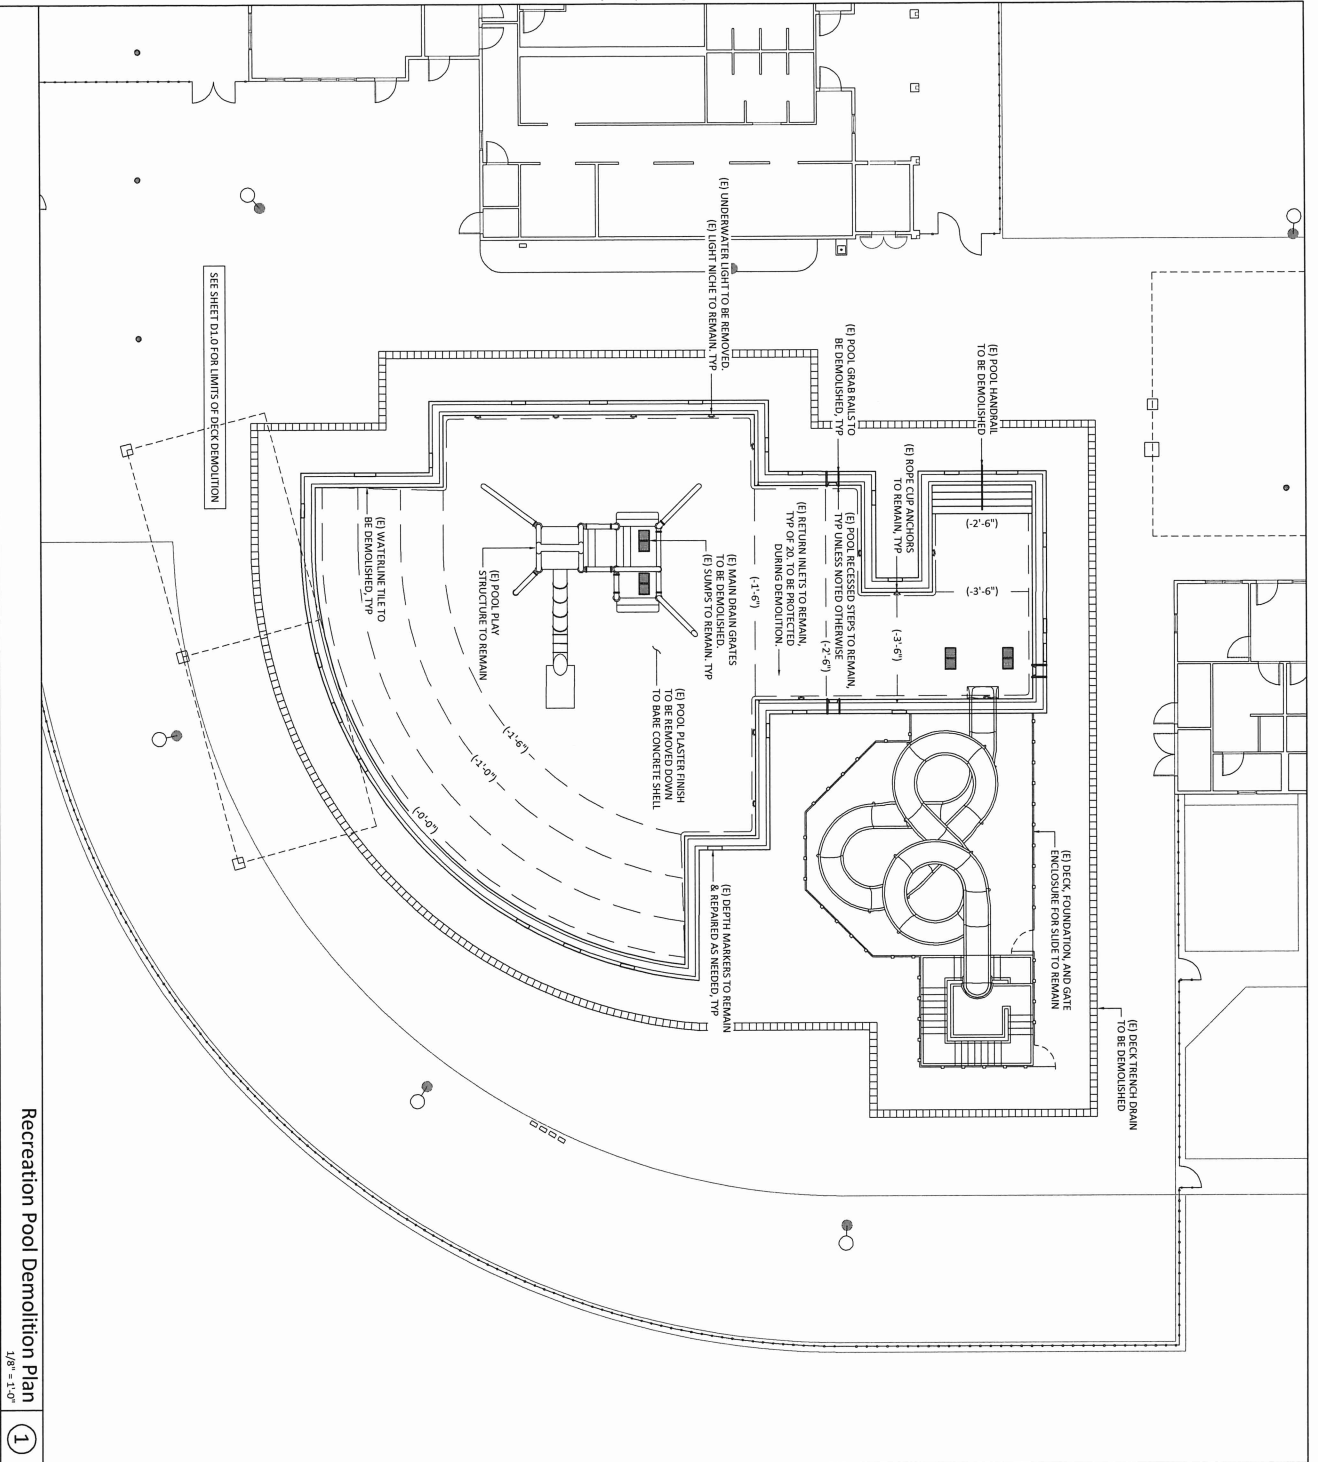 (E) POOL HANDRAIL
TO BE DEMOLISHED
(E) POOL GRAB RAILS TO
BE DEMOLISHED, TYP
(E) UNDERWATER LIGHT TO BE REMOVED.
(E) LIGHT NICHE TO REMAIN. TYP
SEE SHEET D1.0 FOR LIMITS OF DECK DEMOLITION
(E) ROPE CUP ANCHORS
TO REMAIN, TYP
(-2'-6")
(-3'-6")
(-3'-6")
(E) POOL RECESSED STEPS TO REMAIN,
TYP UNLESS NOTED OTHERWISE
(-2'-6")
(E) RETURN INLETS TO REMAIN,
TYP OF 20. TO BE PROTECTED
DURING DEMOLITION.
(-1'-6")
(E) MAIN DRAIN GRATES
TO BE DEMOLISHED.
(E) SUMPS TO REMAIN. TYP
(E) WATERLINE TILE TO
BE DEMOLISHED, TYP
(E) POOL PLAY
STRUCTURE TO REMAIN
(E) POOL PLASTER FINISH
TO BE REMOVED DOWN
TO BARE CONCRETE SHELL
(-1'-6")
(-1'-0")
(-0'-0")
(E) DECK, FOUNDATION, AND GATE
ENCLOSURE FOR SLIDE TO REMAIN
(E) DEPTH MARKERS TO REMAIN
& REPAIRED AS NEEDED, TYP
(E) DECK TRENCH DRAIN
TO BE DEMOLISHED
Recreation Pool Demolition Plan
1/8" = 1'-0"
1